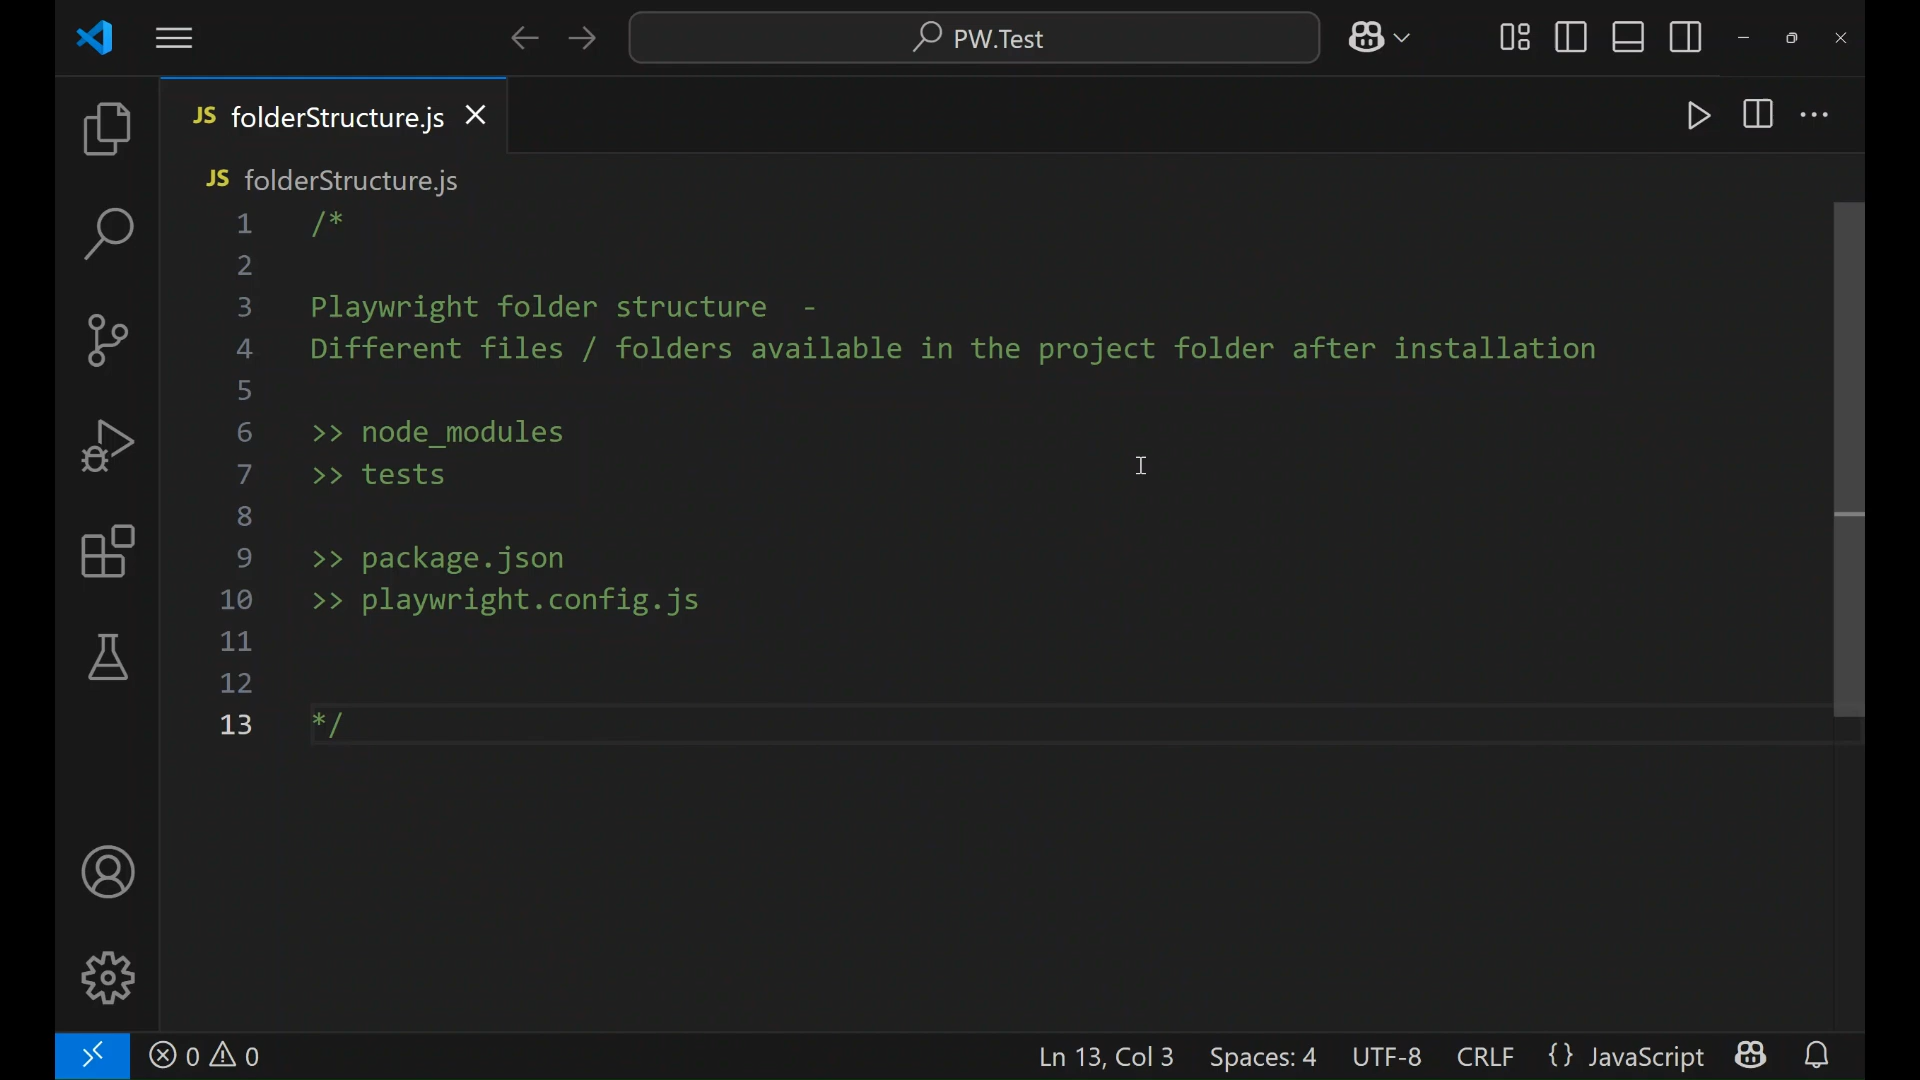 PW.Test
JS folderStructure.js
JS folderStructure.js
1 /*
2
3 Playwright folder structure  -
4 Different files / folders available in the project folder after installation
5
6 >> node_modules
7 >> tests
8
9 >> package.json
10 >> playwright.config.js
11
12
13 */
0 0 Ln 13, Col 3 Spaces: 4 UTF-8 CRLF {} JavaScript